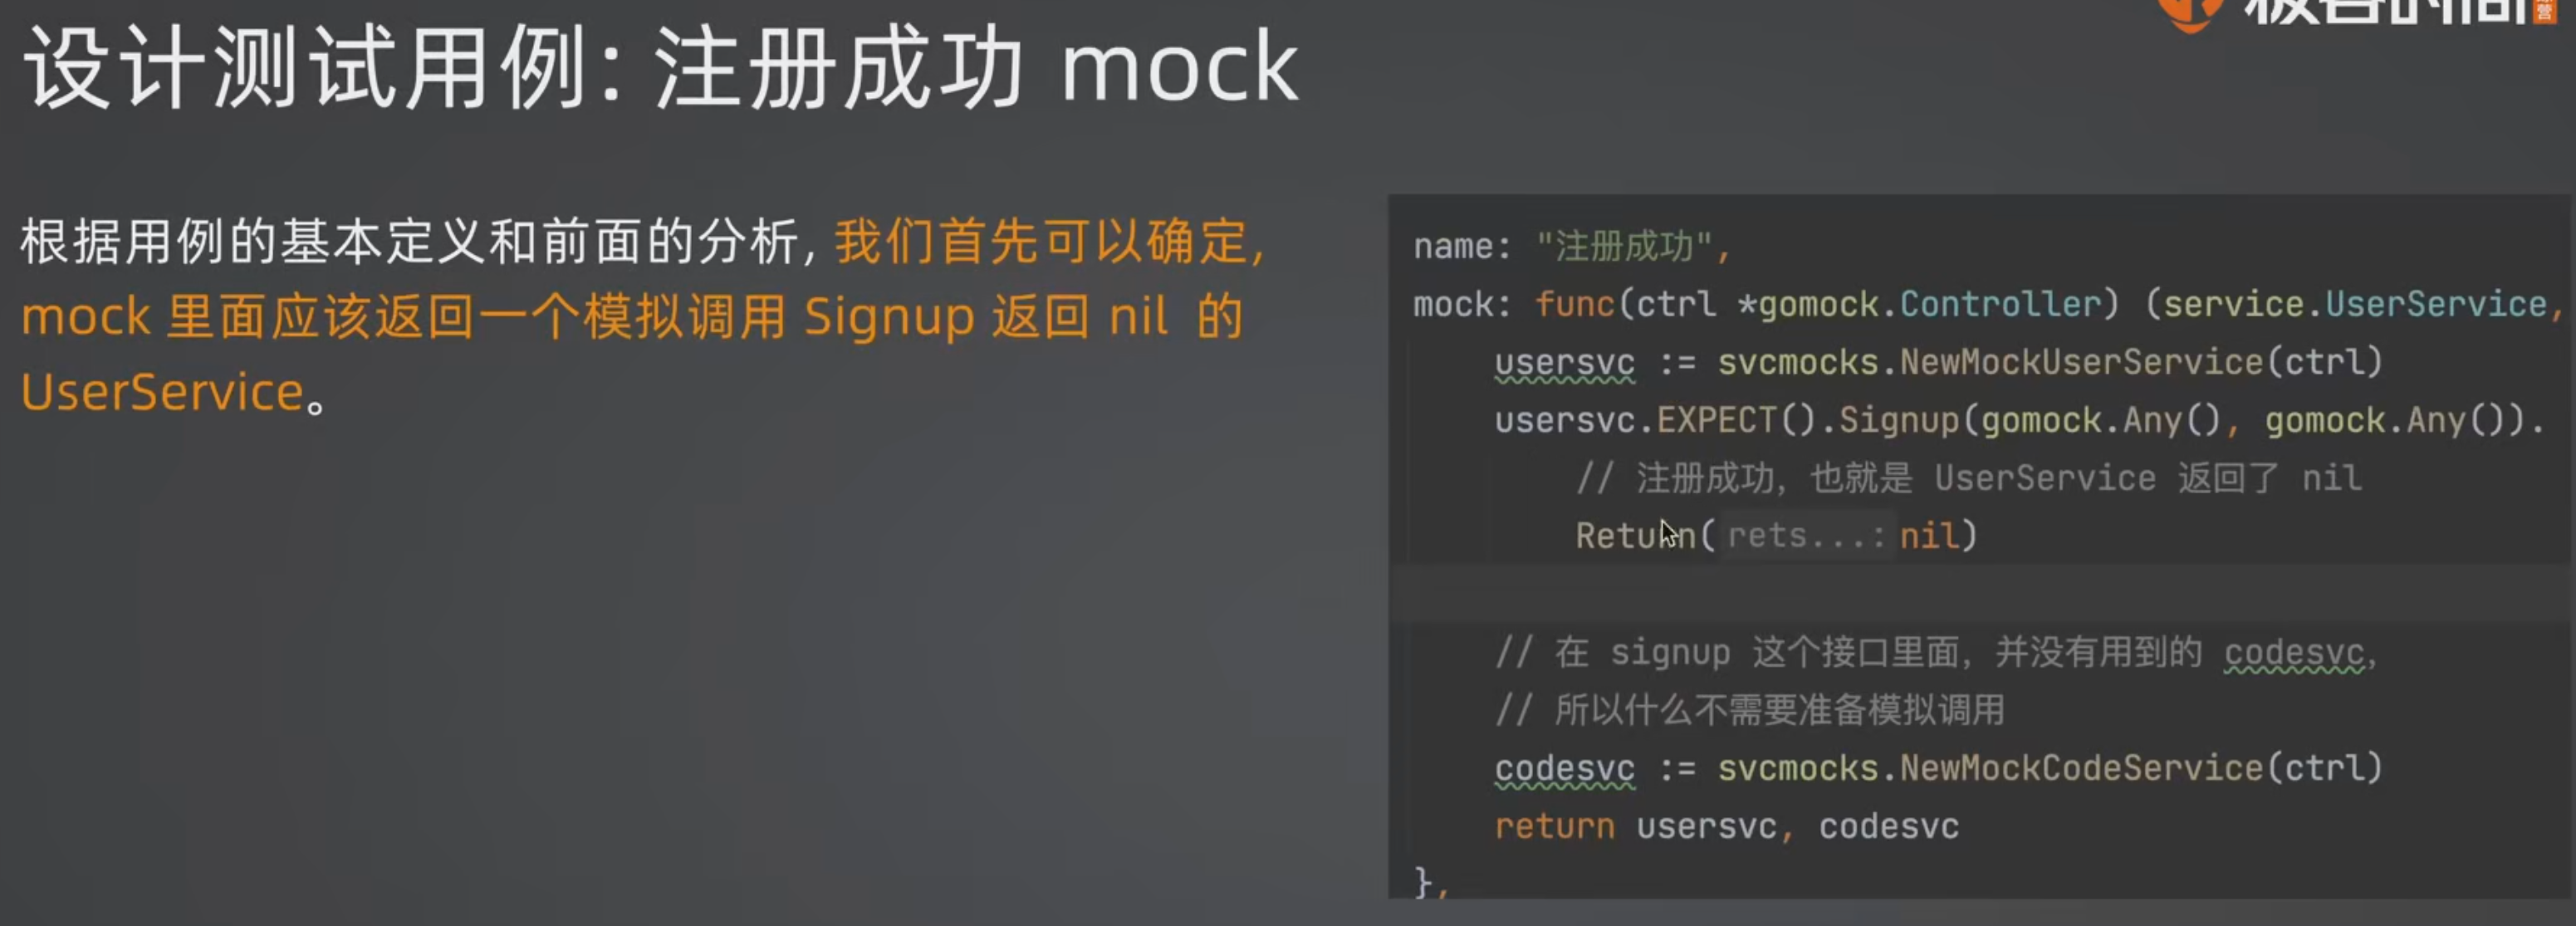 设计测试用例：注册成功 mock
根据用例的基本定义和前面的分析，我们首先可以确定，
mock 里面应该返回一个模拟调用 Signup 返回 nil 的
UserService。
name: "注册成功",
mock: func(ctrl *gomock.Controller) (service.UserService,
usersvc := svcmocks.NewMockUserService(ctrl)
usersvc.EXPECT().Signup(gomock.Any(), gomock.Any()).
// 注册成功，也就是 UserService 返回了 nil
Return( rets...: nil)
// 在 signup 这个接口里面，并没有用到的 codesvc，
// 所以什么不需要准备模拟调用
codesvc := svcmocks.NewMockCodeService(ctrl)
return usersvc, codesvc
},